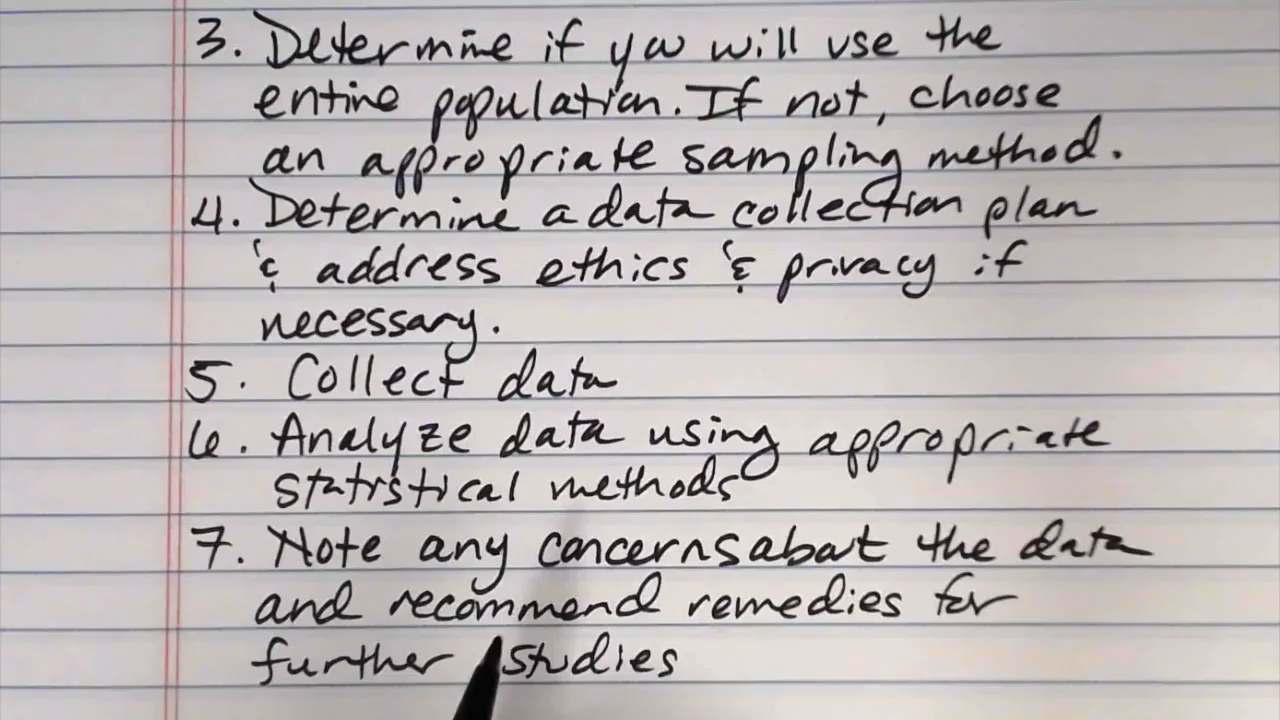 3. Determine if you will use the
entire population. If not, choose
an appropriate sampling method.
4. Determine a data collection plan
& address ethics & privacy if
necessary.
5. Collect data
6. Analyze data using appropriate
statistical methods
7. Note any concerns about the data
and recommend remedies for
further studies